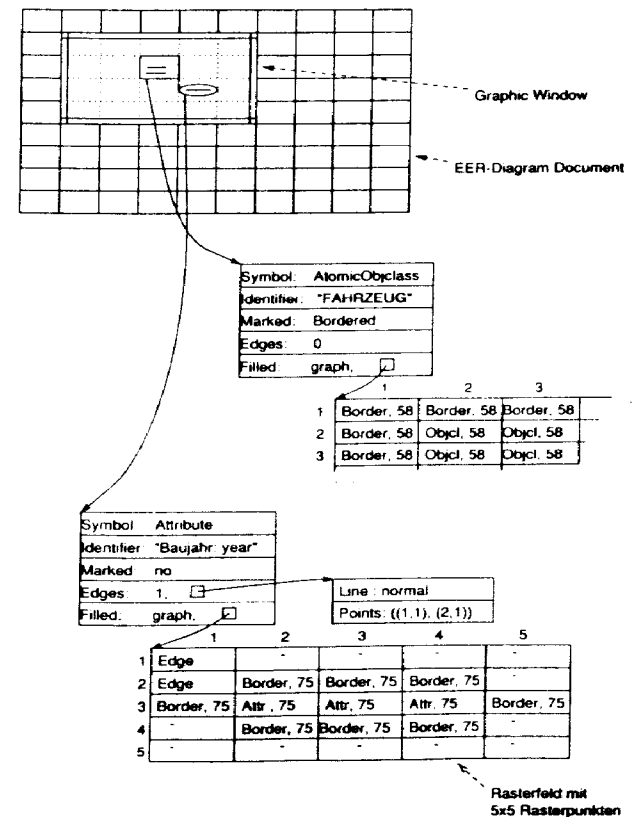 Graphic Window
EER-Diagram Document
Symbol: AtomicObjclass
Identifier: "FAHRZEUG"
Marked: Bordered
Edges: 0
Filled graph,
1 2 3
1 Border, 58 Border, 58 Border, 58
2 Border, 58 Objcl, 58 Objcl, 58
3 Border, 58 Objcl, 58 Objcl, 58
Symbol Attribute
Identifier: "Baujahr: year"
Marked no
Edges: 1,
Filled: graph,
Line : normal
Points: ((1,1), (2,1))
1 2 3 4 5
1 Edge - - - -
2 Edge Border, 75 Border, 75 Border, 75 -
3 Border, 75 Attr , 75 Attr, 75 Attr, 75 Border, 75
4 - Border, 75 Border, 75 Border, 75 -
5 - - - - -
Rasterfeld mit
5x5 Rasterpunkten